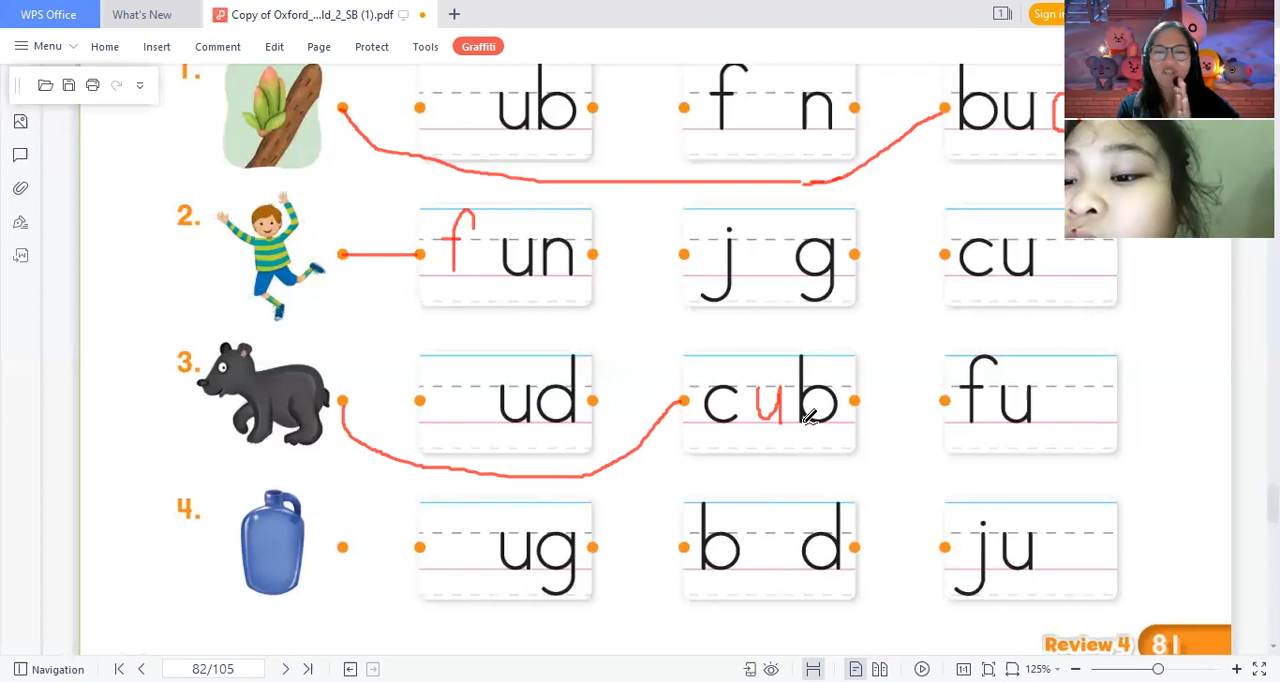 WPS Office What's New Copy of Oxford_...ld_2_SB (1).pdf + 1 Sign in
Menu Home Insert Comment Edit Page Protect Tools Graffiti
1. ub f n bu
2. f un j g cu
3. ud c u b fu
4. ug b d ju
Review 4 81
Navigation 82/105 125%